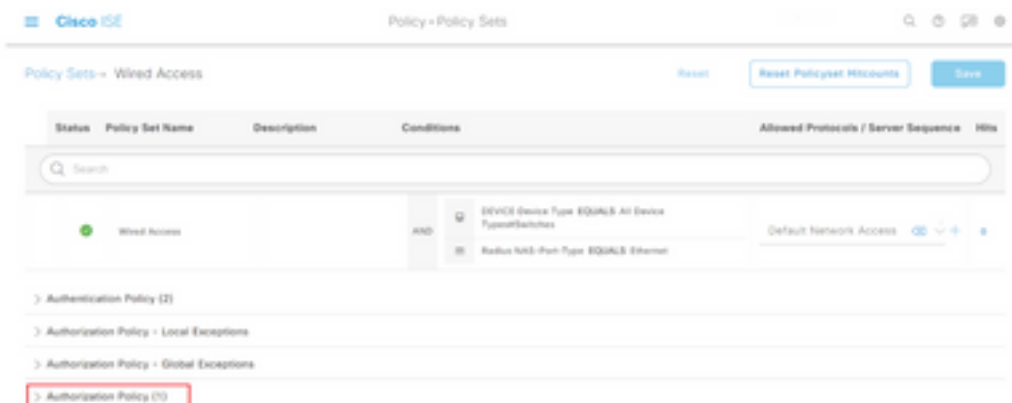 Cisco ISE
Policy · Policy Sets
Policy Sets→ Wired Access
Reset
Reset Policyset Hitcounts
Save
Status Policy Set Name Description Conditions Allowed Protocols / Server Sequence Hits
Search
Wired Access
AND
DEVICE·Device Type EQUALS All Device
Types#Switches
Radius·NAS-Port-Type EQUALS Ethernet
Default Network Access
> Authentication Policy (2)
> Authorization Policy - Local Exceptions
> Authorization Policy - Global Exceptions
> Authorization Policy (1)